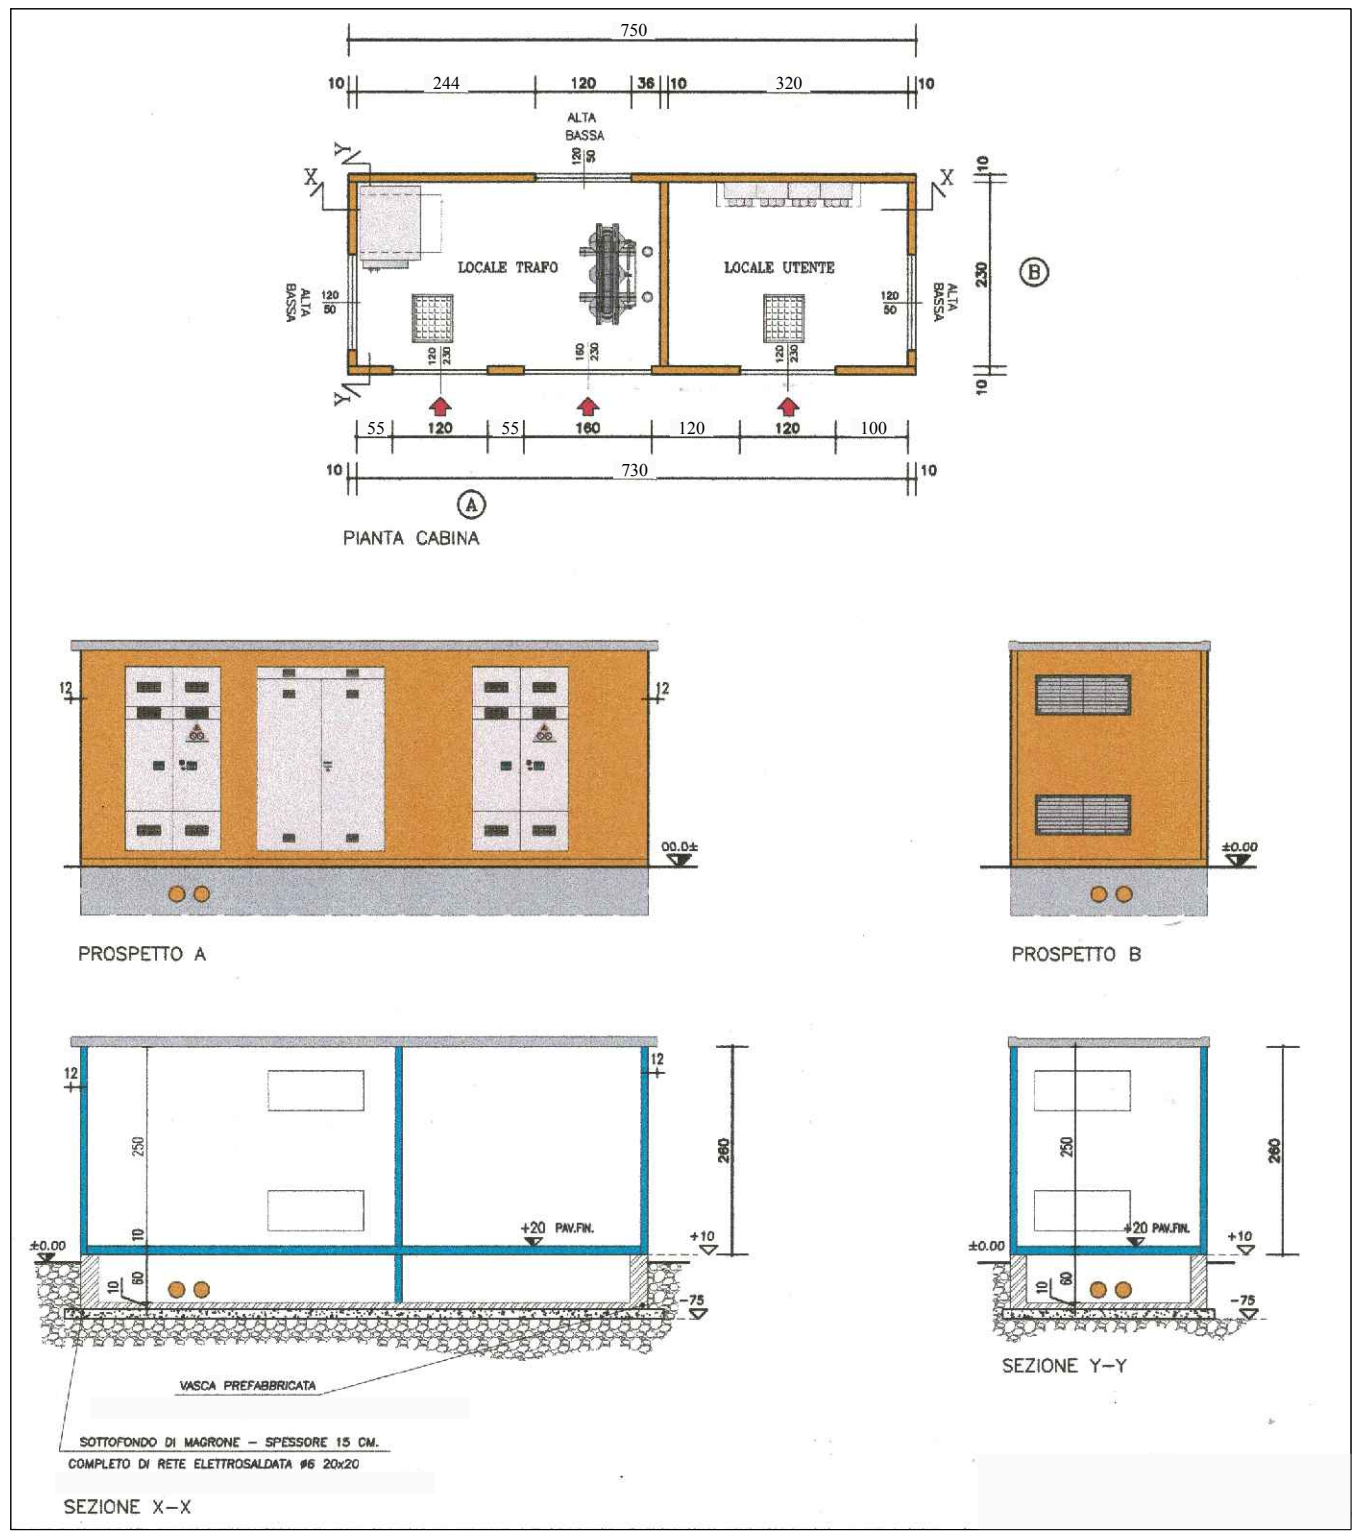 750
10 244 120 36 10 320 10
ALTA
BASSA
120
50
Y
X X
10
230
10
B
LOCALE TRAFO LOCALE UTENTE
ALTA
BASSA
120
50
120
50
ALTA
BASSA
120
230
160
230
120
230
Y
55 120 55 160 120 120 100
10 730 10
A
PIANTA CABINA
12 12
00.0±
±0.00
PROSPETTO A PROSPETTO B
12 12
250
10
260
+20 PAV.FIN.
+10
±0.00
10
60
-75
250
260
+20 PAV.FIN.
+10
±0.00
10
60
-75
SEZIONE Y-Y
VASCA PREFABBRICATA
SOTTOFONDO DI MAGRONE - SPESSORE 15 CM.
COMPLETO DI RETE ELETTROSALDATA ø6 20x20
SEZIONE X-X